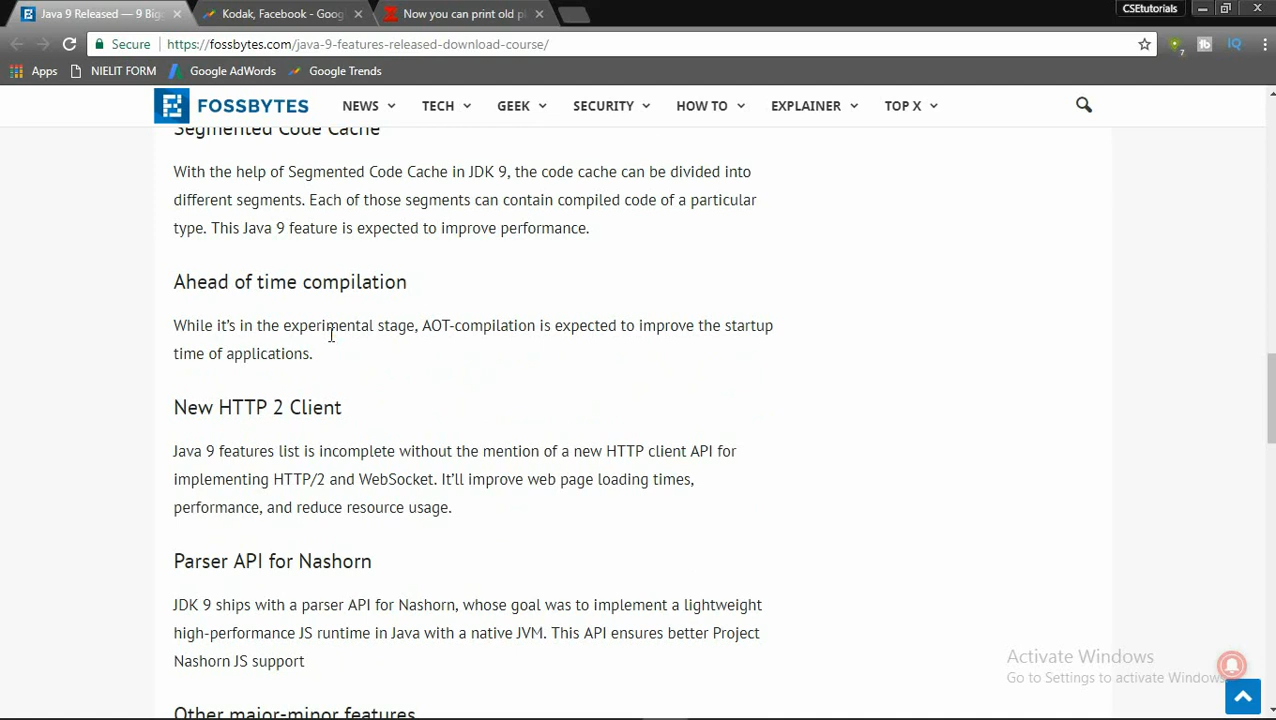 Java 9 Released — 9 Big
Kodak, Facebook - Goog
Now you can print old p
CSEtutorials
Secure
https://fossbytes.com/java-9-features-released-download-course/
7
tb
IQ
Apps
NIELIT FORM
Google AdWords
Google Trends
FOSSBYTES
NEWS
TECH
GEEK
SECURITY
HOW TO
EXPLAINER
TOP X
Segmented Code Cache
With the help of Segmented Code Cache in JDK 9, the code cache can be divided into
different segments. Each of those segments can contain compiled code of a particular
type. This Java 9 feature is expected to improve performance.
Ahead of time compilation
While it's in the experimental stage, AOT-compilation is expected to improve the startup
time of applications.
New HTTP 2 Client
Java 9 features list is incomplete without the mention of a new HTTP client API for
implementing HTTP/2 and WebSocket. It'll improve web page loading times,
performance, and reduce resource usage.
Parser API for Nashorn
JDK 9 ships with a parser API for Nashorn, whose goal was to implement a lightweight
high-performance JS runtime in Java with a native JVM. This API ensures better Project
Nashorn JS support
Other major-minor features
Activate Windows
Go to Settings to activate Windows.